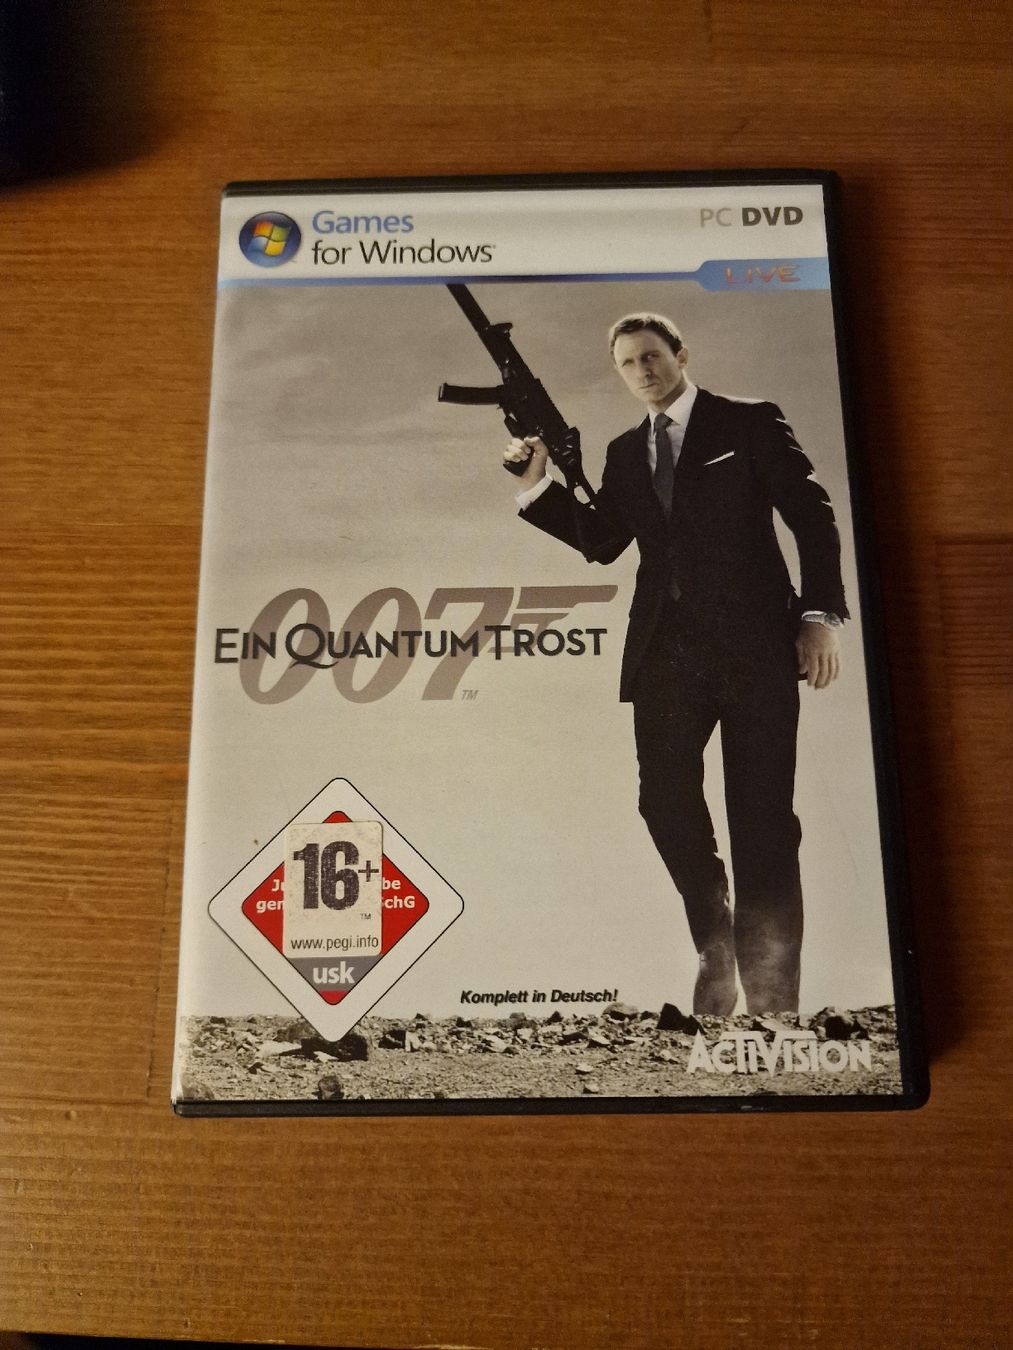 Games
for Windows
PC DVD
LIVE
007
EIN QUANTUM TROST
TM
16+
TM
www.pegi.info
usk
Komplett in Deutsch!
ACTIVISION